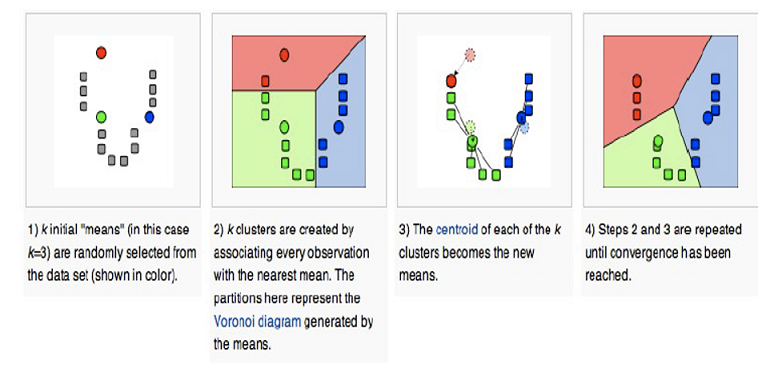 1) k initial "means" (in this case
k=3) are randomly selected from
the data set (shown in color).
2) k clusters are created by
associating every observation
with the nearest mean. The
partitions here represent the
Voronoi diagram generated by
the means.
3) The centroid of each of the k
clusters becomes the new
means.
4) Steps 2 and 3 are repeated
until convergence has been
reached.